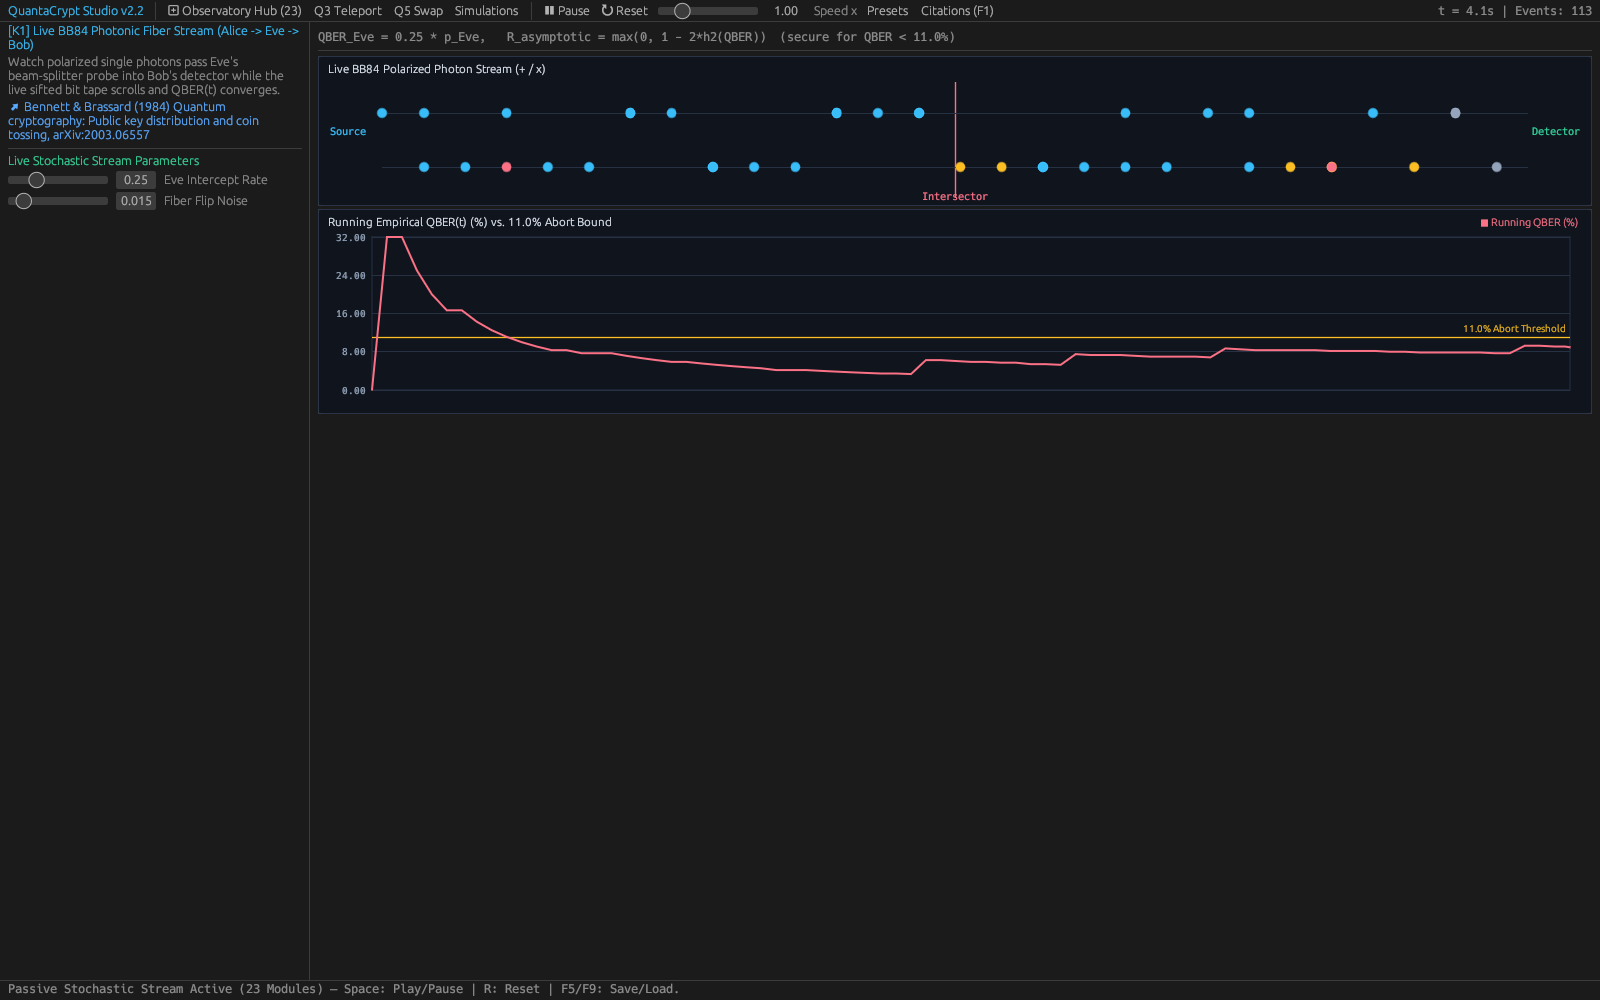 QuantaCrypt Studio v2.2 Observatory Hub (23) Q3 Teleport Q5 Swap Simulations Pause Reset 1.00 Speed x Presets Citations (F1) t = 4.1s | Events: 113
[K1] Live BB84 Photonic Fiber Stream (Alice -> Eve ->
Bob)
Watch polarized single photons pass Eve's
beam-splitter probe into Bob's detector while the
live sifted bit tape scrolls and QBER(t) converges.
Bennett & Brassard (1984) Quantum
cryptography: Public key distribution and coin
tossing, arXiv:2003.06557
Live Stochastic Stream Parameters
0.25 Eve Intercept Rate
0.015 Fiber Flip Noise
QBER_Eve = 0.25 * p_Eve, R_asymptotic = max(0, 1 - 2*h2(QBER)) (secure for QBER < 11.0%)
Live BB84 Polarized Photon Stream (+ / x)
Source
Detector
Intersector
Running Empirical QBER(t) (%) vs. 11.0% Abort Bound
Running QBER (%)
32.00
24.00
16.00
11.0% Abort Threshold
8.00
0.00
Passive Stochastic Stream Active (23 Modules) — Space: Play/Pause | R: Reset | F5/F9: Save/Load.